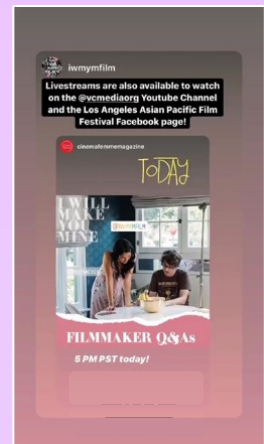 iwmymfilm
Livestreams are also available to watch
on the @vcmediaorg Youtube Channel
and the Los Angeles Asian Pacific Film
Festival Facebook page!
cinemafemmemagazine
TODAY
I WILL
MAKE
YOU
MINE
@IWMYMFILM
FILMMAKER Q&As
5 PM PST today!